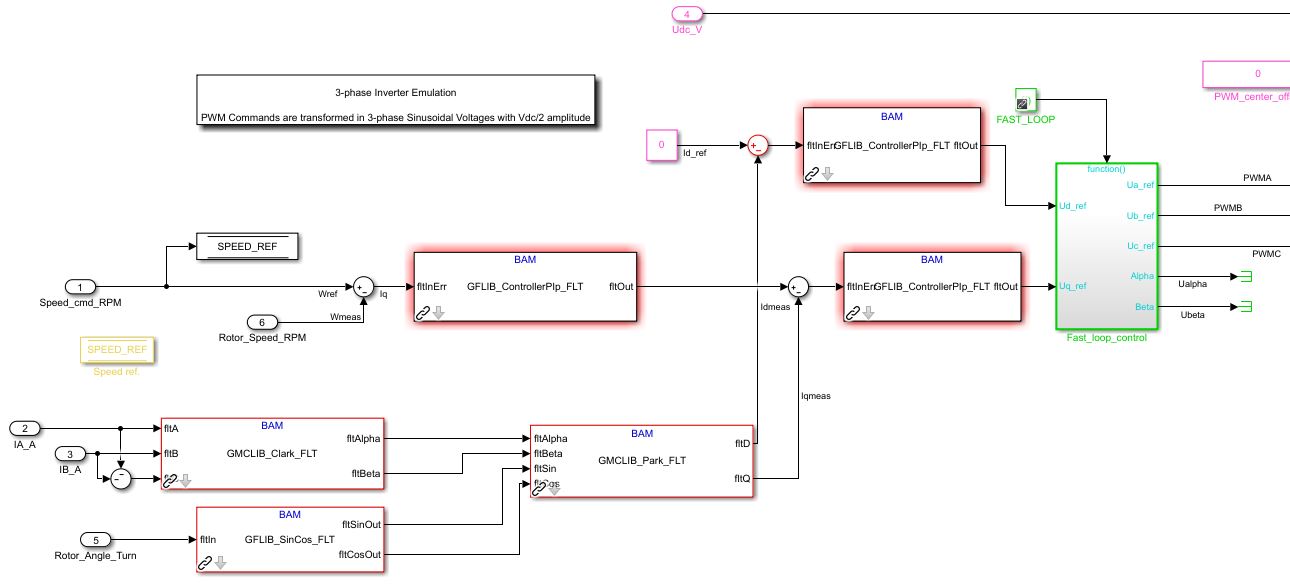 4
Udc_V
3-phase Inverter Emulation
PWM Commands are transformed in 3-phase Sinusoidal Voltages with Vdc/2 amplitude
0
PWM_center_off
FAST_LOOP
0
Id_ref
+
-
BAM
fltInErr
GFLIB_ControllerPIp_FLT
fltOut
function()
Ud_ref
Uq_ref
Ua_ref
Ub_ref
Uc_ref
Alpha
Beta
Fast_loop_control
PWMA
PWMB
PWMC
Ualpha
Ubeta
SPEED_REF
1
Speed_cmd_RPM
Wref
+
-
Iq
6
Rotor_Speed_RPM
Wmeas
BAM
fltInErr
GFLIB_ControllerPIp_FLT
fltOut
+
-
Idmeas
Iqmeas
BAM
fltInErr
GFLIB_ControllerPIp_FLT
fltOut
SPEED_REF
Speed ref.
2
IA_A
3
IB_A
-
-
BAM
fltA
fltB
GMCLIB_Clark_FLT
fltAlpha
fltBeta
BAM
fltAlpha
fltBeta
fltSin
fltCos
GMCLIB_Park_FLT
fltD
fltQ
5
Rotor_Angle_Turn
BAM
fltIn
GFLIB_SinCos_FLT
fltSinOut
fltCosOut